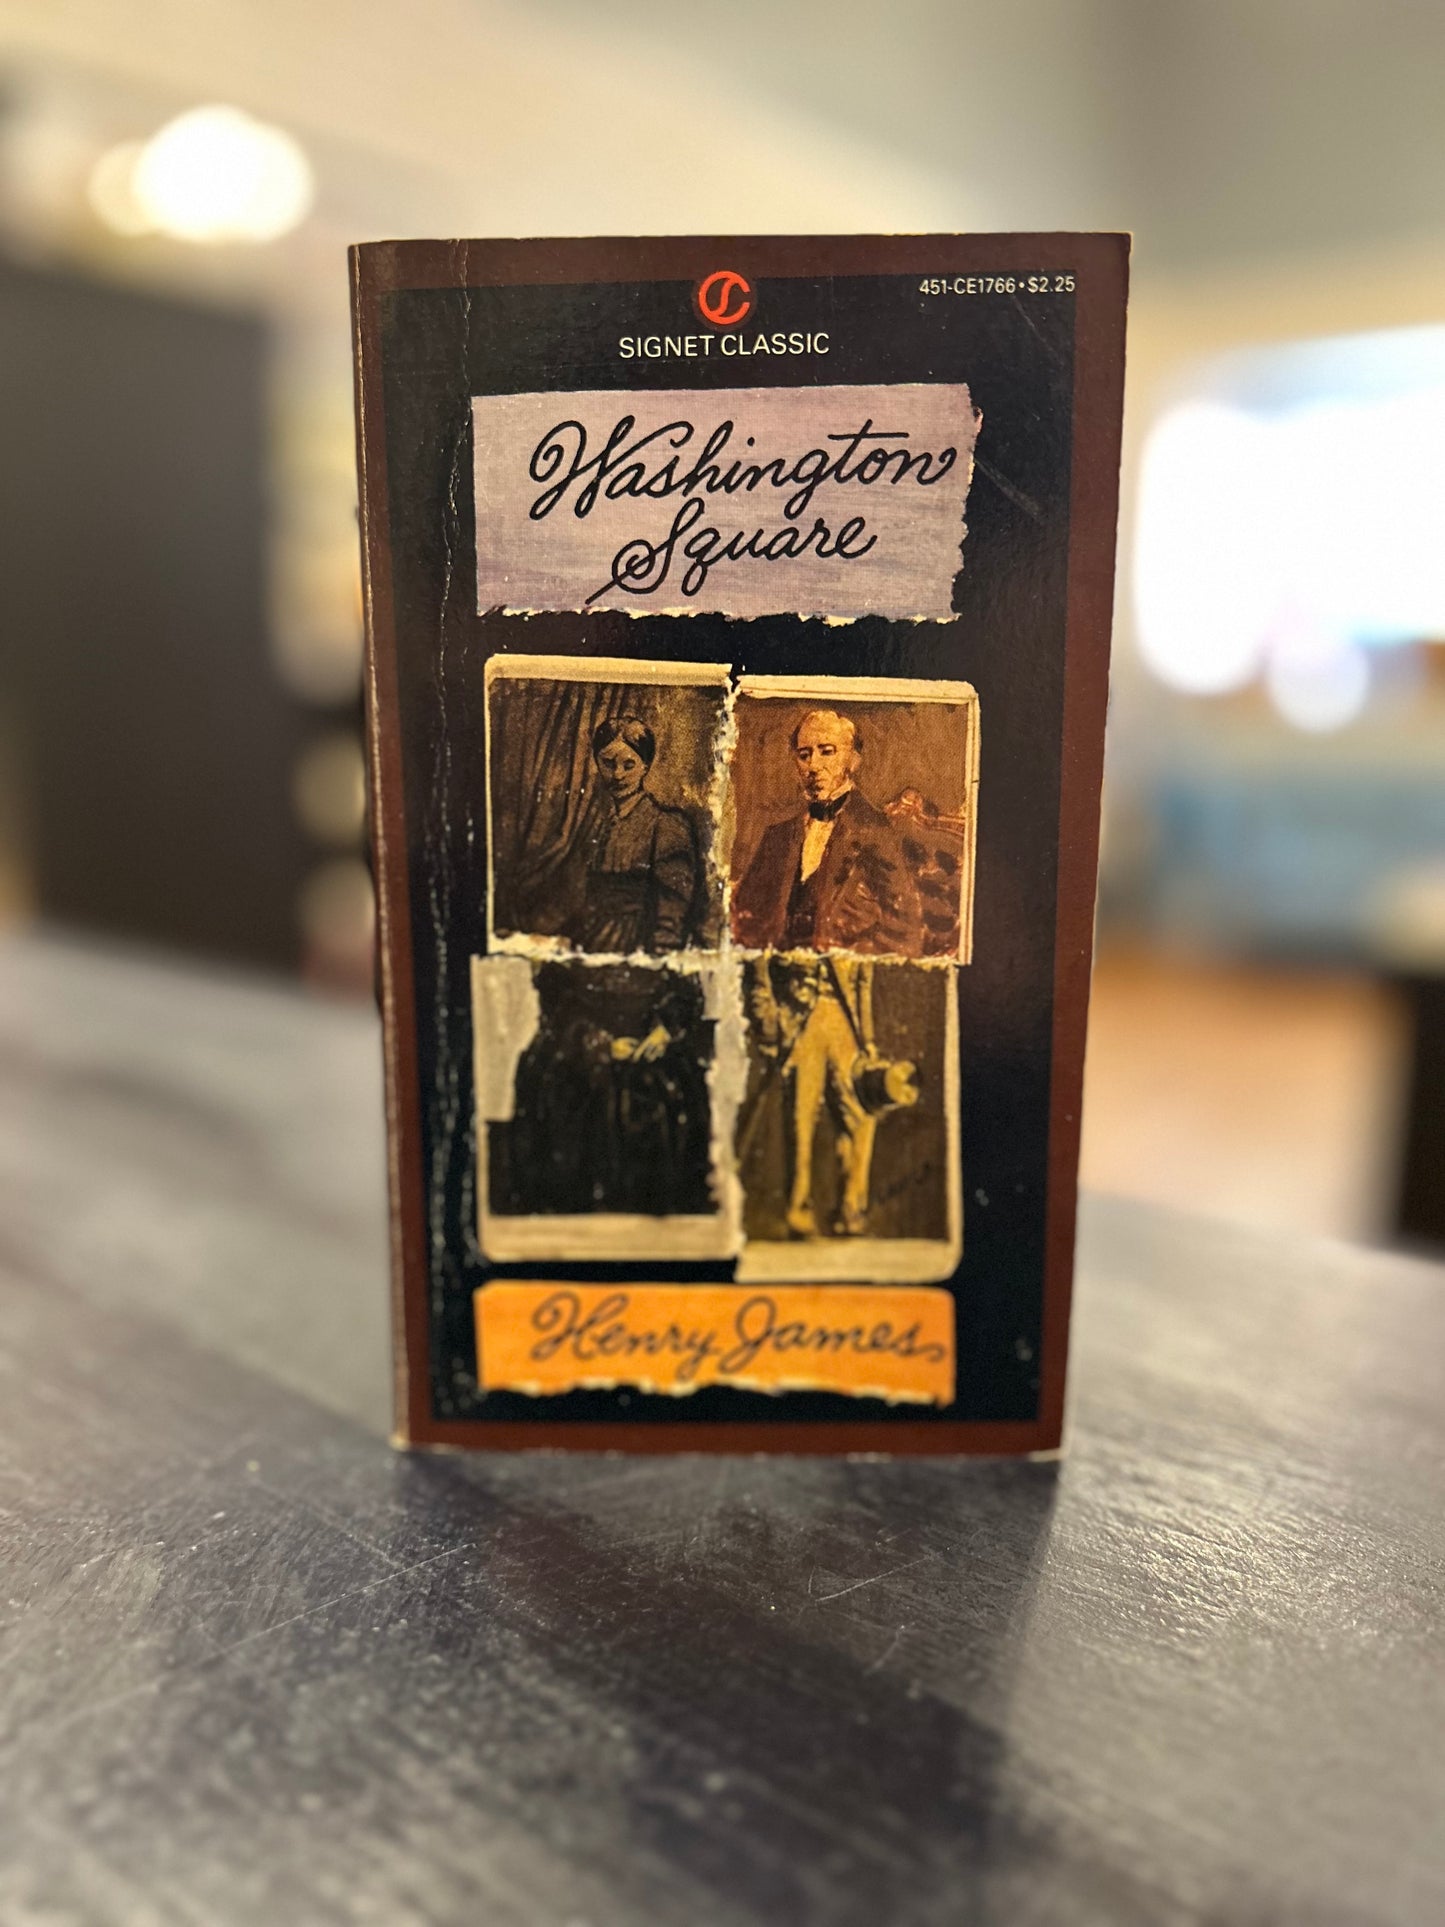 451-CE1766 • $2.25
SIGNET CLASSIC
Washington
Square
Henry James